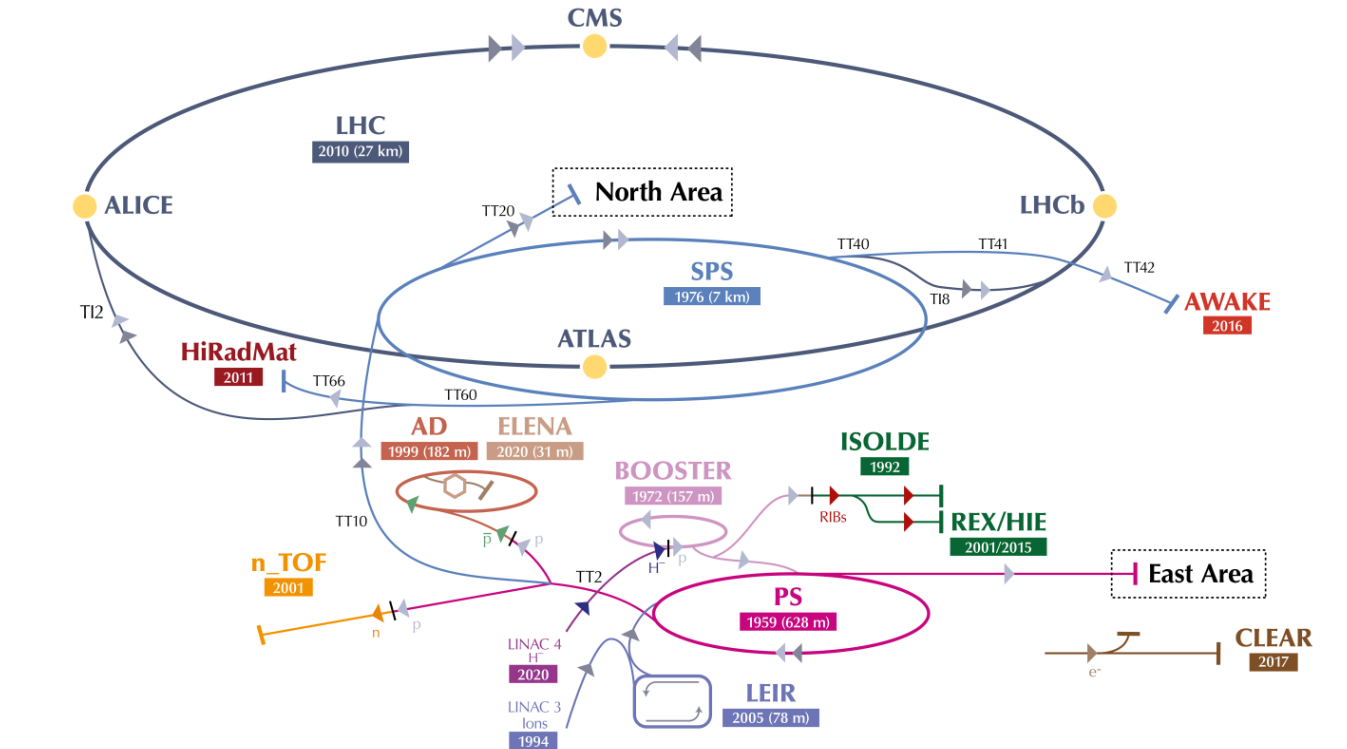 CMS
LHC
2010 (27 km)
North Area
ALICE
LHCb
TT20
TT40
TT41
SPS
1976 (7 km)
TT42
TI8
AWAKE
2016
TI2
ATLAS
HiRadMat
2011
TT66
TT60
AD
1999 (182 m)
ELENA
2020 (31 m)
ISOLDE
1992
BOOSTER
1972 (157 m)
RIBs
REX/HIE
2001/2015
TT10
p̅
p
p
H⁻
n_TOF
2001
TT2
East Area
PS
1959 (628 m)
n
p
LINAC 4
H⁻
2020
CLEAR
2017
e-
LEIR
2005 (78 m)
LINAC 3
Ions
1994